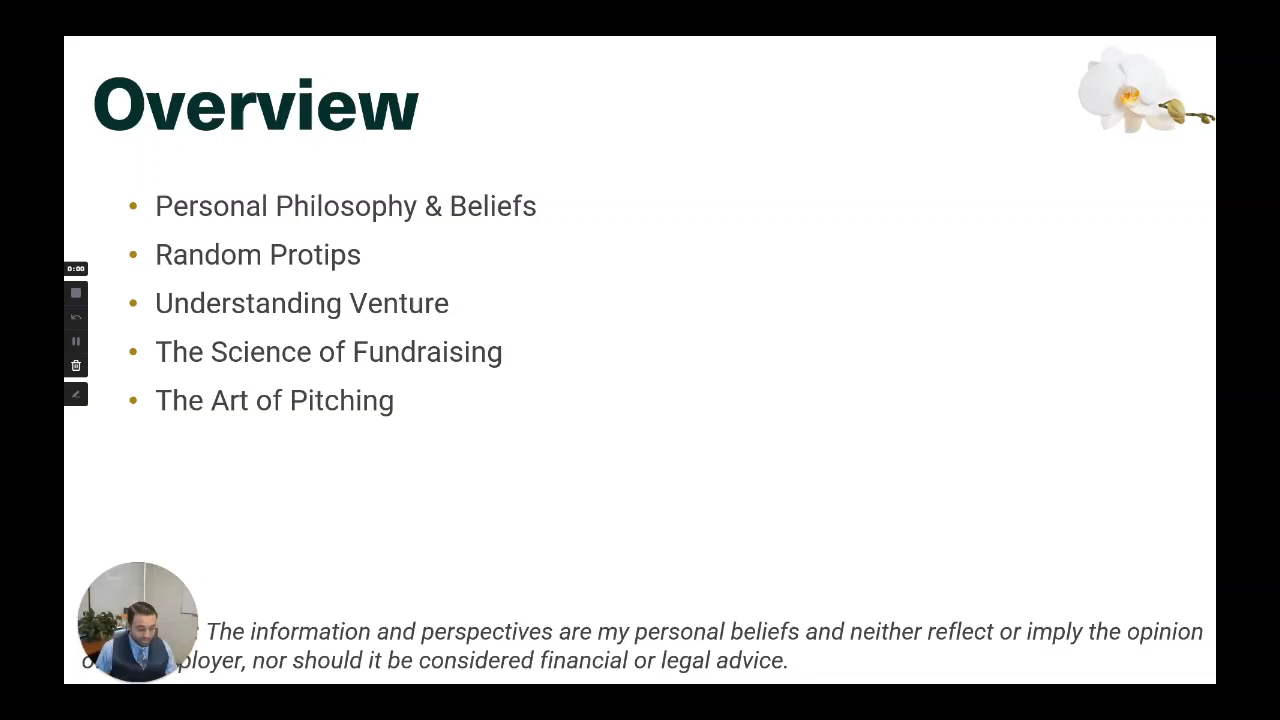 Overview
• Personal Philosophy & Beliefs
• Random Protips
0:00
• Understanding Venture
• The Science of Fundraising
• The Art of Pitching
The information and perspectives are my personal beliefs and neither reflect or imply the opinion
ployer, nor should it be considered financial or legal advice.